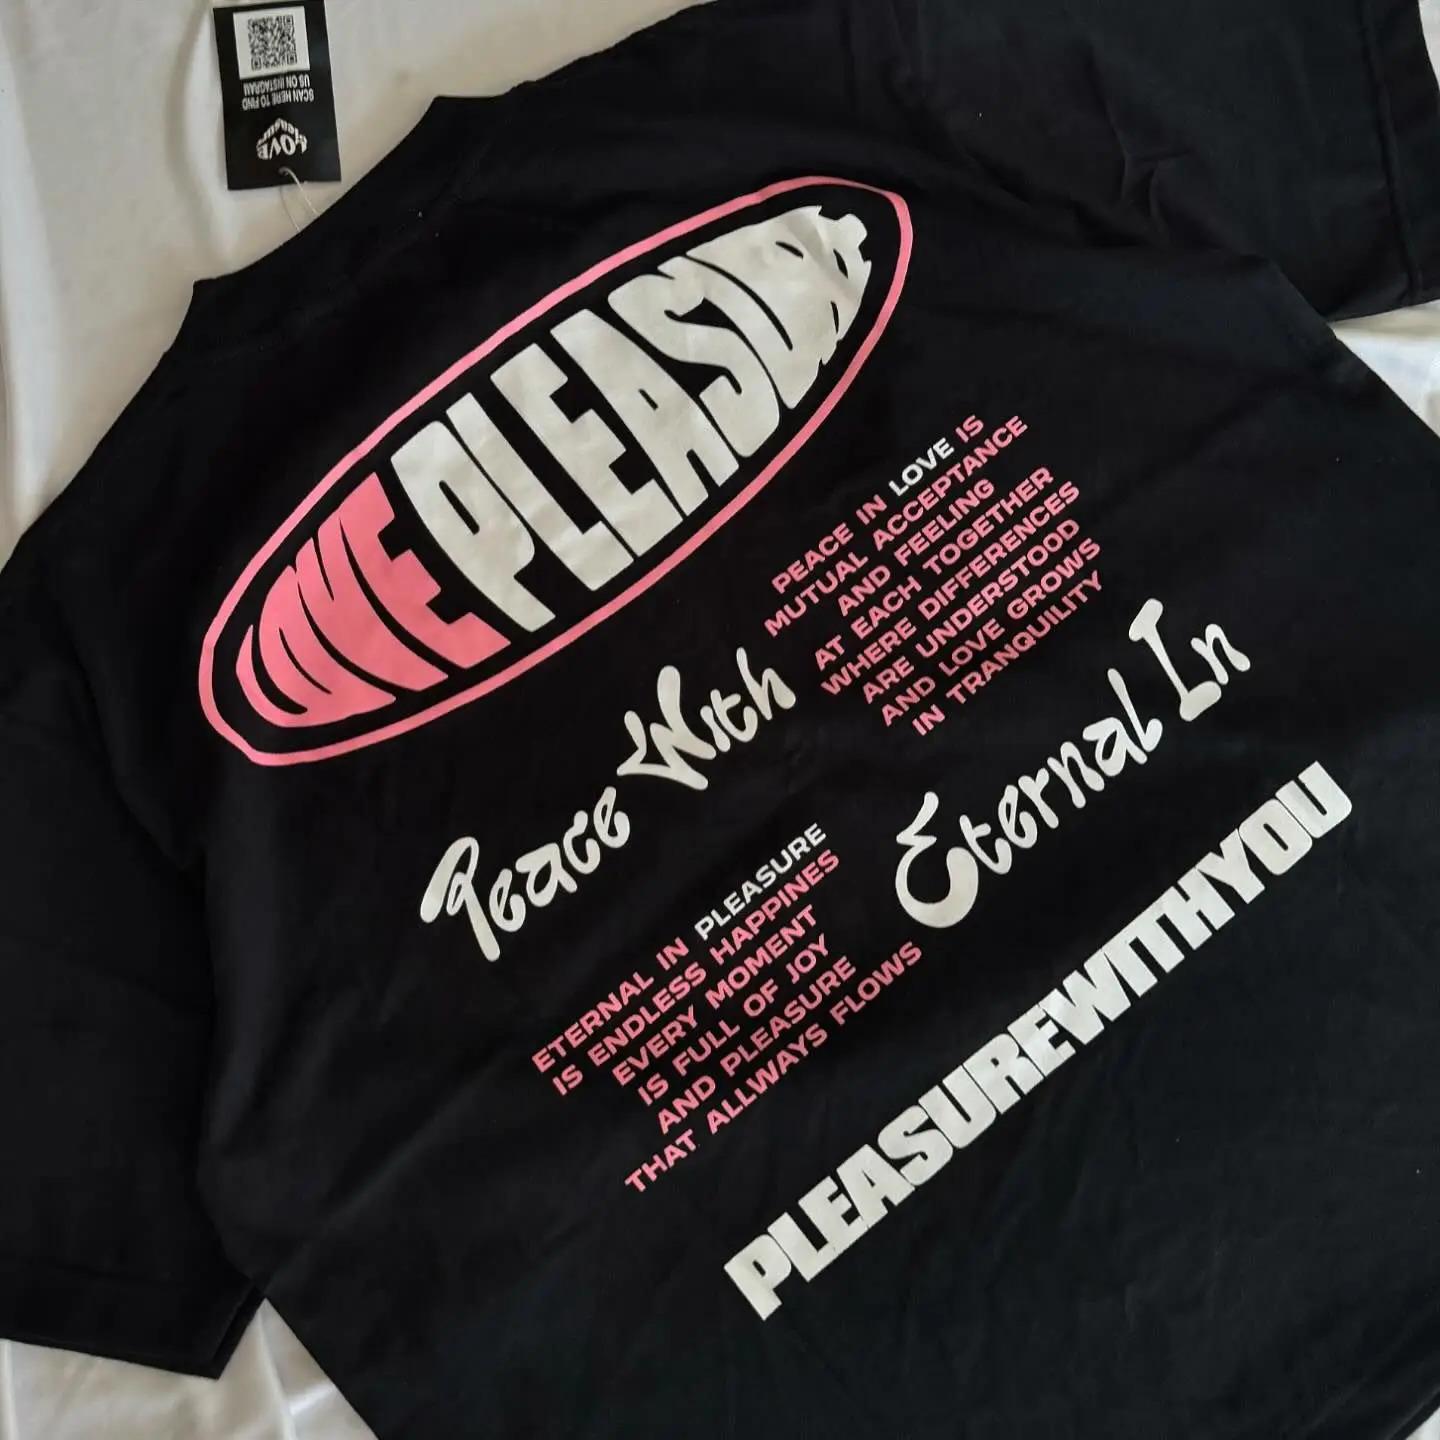 SCAN HERE TO FIND
US ON INSTAGRAM
LOVE
Pleasure
LOVE PLEASURE
PEACE IN LOVE IS
MUTUAL ACCEPTANCE
AND FEELING
AT EACH TOGETHER
WHERE DIFFERENCES
ARE UNDERSTOOD
AND LOVE GROWS
IN TRANQUILITY
Peace With
Eternal In
ETERNAL IN PLEASURE
IS ENDLESS HAPPINES
EVERY MOMENT
IS FULL OF JOY
AND PLEASURE
THAT ALLWAYS FLOWS
PLEASUREWITHYOU